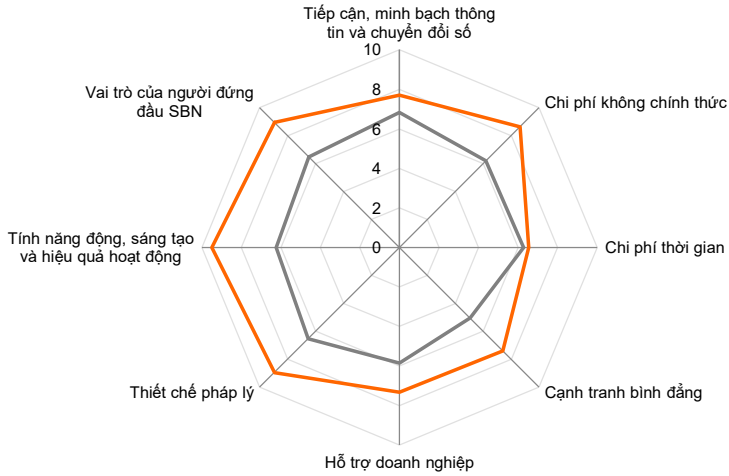 Tiếp cận, minh bạch thông
tin và chuyển đổi số
10
8
6
4
2
0
Chi phí không chính thức
Chi phí thời gian
Cạnh tranh bình đẳng
Hỗ trợ doanh nghiệp
Thiết chế pháp lý
Tính năng động, sáng tạo
và hiệu quả hoạt động
Vai trò của người đứng
đầu SBN